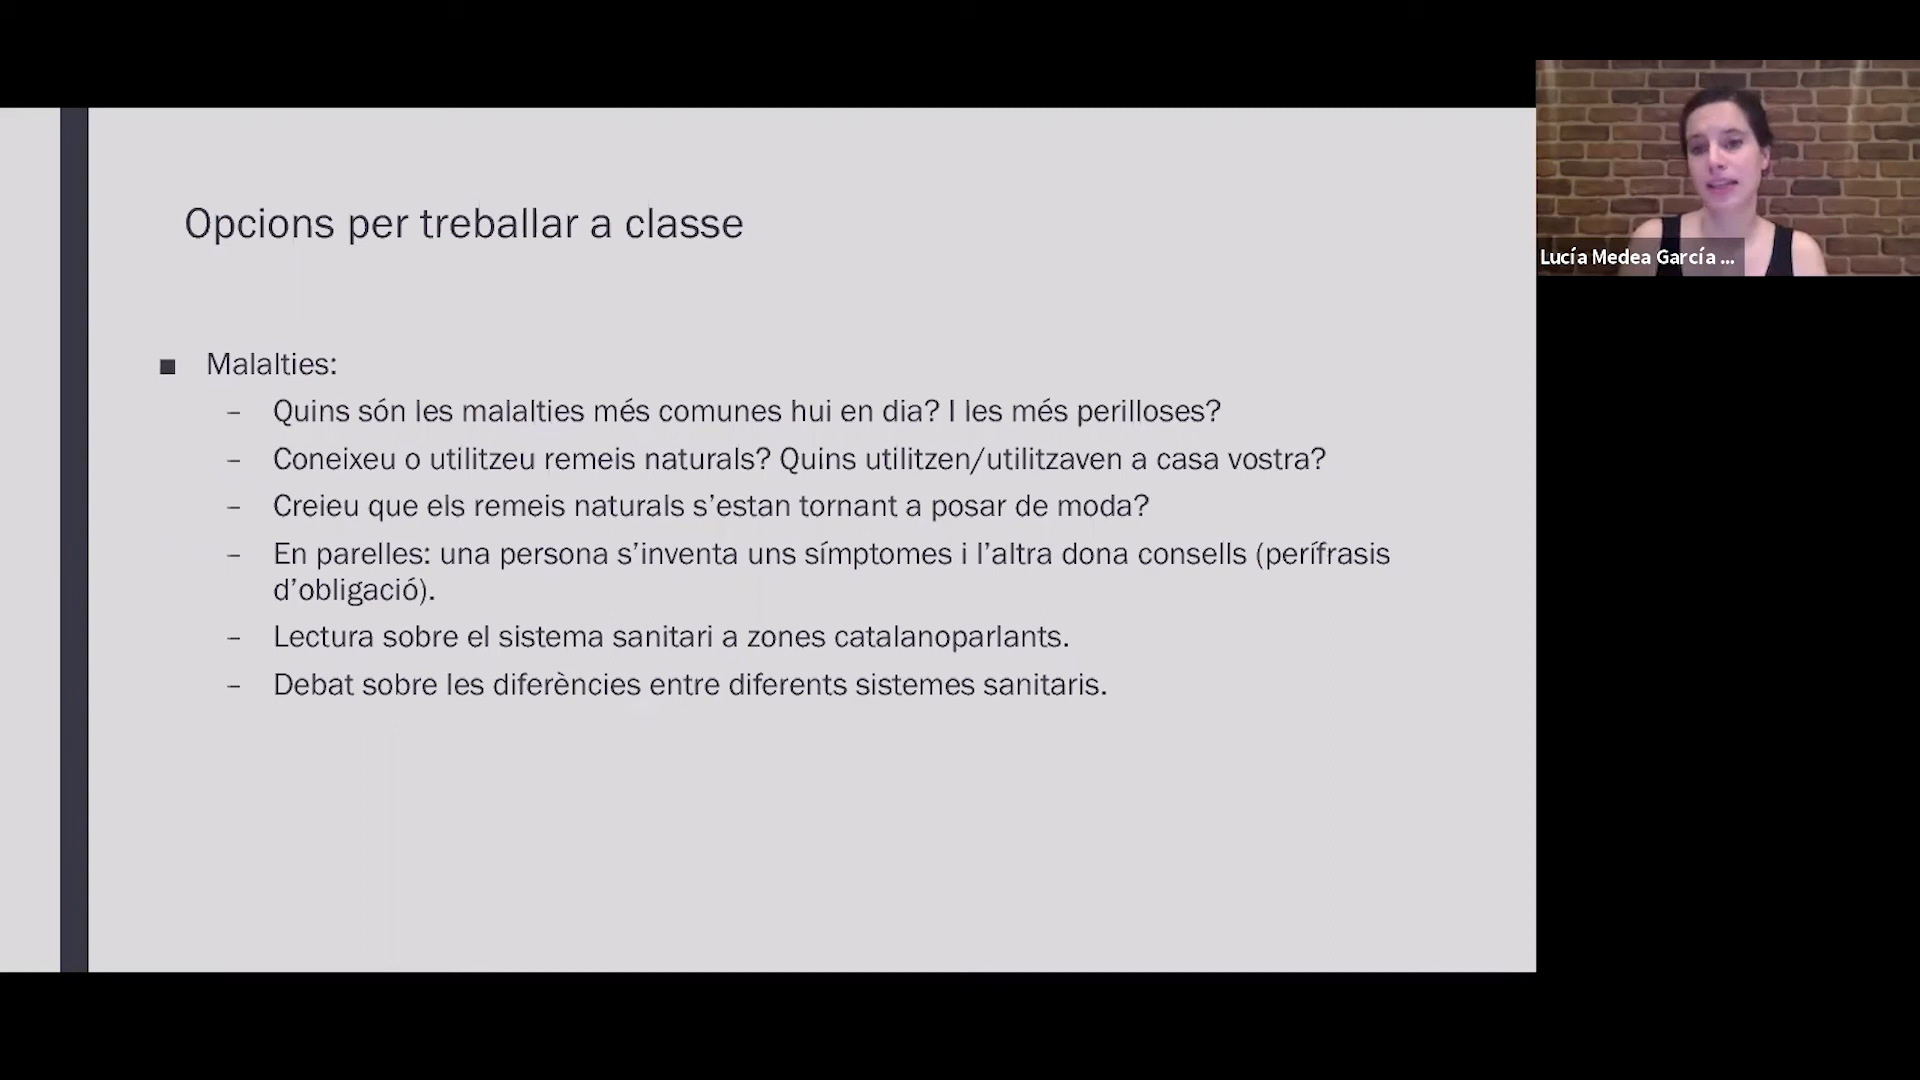 Opcions per treballar a classe
Lucía Medea García ...
■ Malalties:
– Quins són les malalties més comunes hui en dia? I les més perilloses?
– Coneixeu o utilitzeu remeis naturals? Quins utilitzen/utilitzaven a casa vostra?
– Creieu que els remeis naturals s’estan tornant a posar de moda?
– En parelles: una persona s’inventa uns símptomes i l’altra dona consells (perífrasis
d’obligació).
– Lectura sobre el sistema sanitari a zones catalanoparlants.
– Debat sobre les diferències entre diferents sistemes sanitaris.